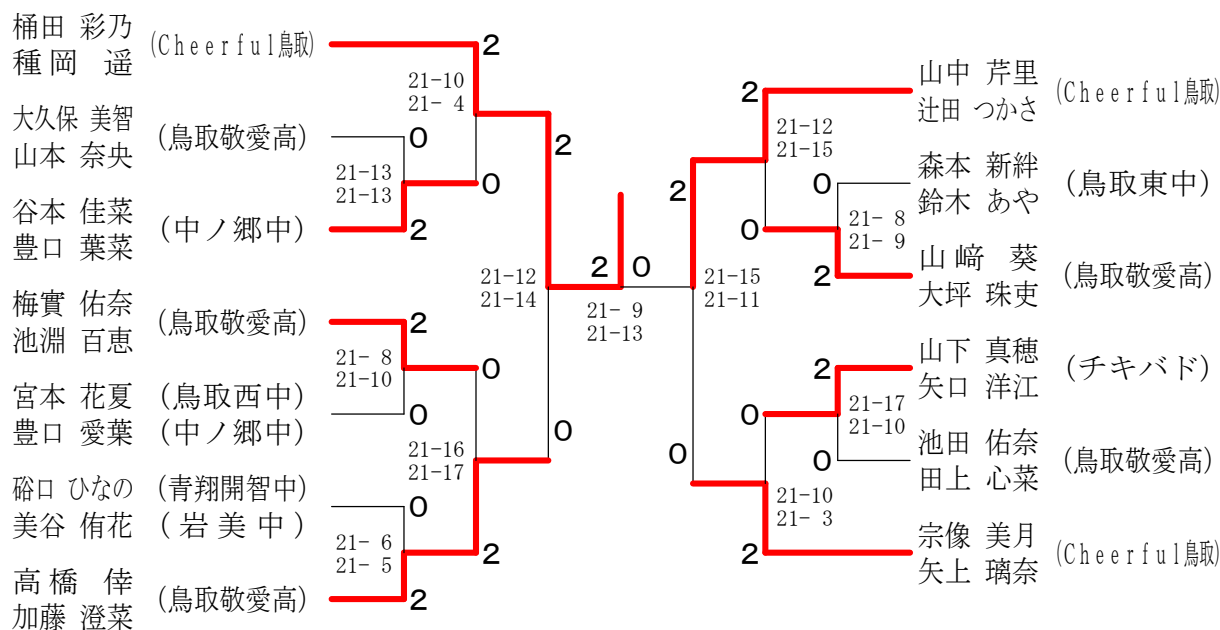 桶田 彩乃
種岡 遥
(Cheerful鳥取)
大久保 美智
山本 奈央
(鳥取敬愛高)
谷本 佳菜
豊口 葉菜
(中ノ郷中)
梅實 佑奈
池淵 百恵
(鳥取敬愛高)
宮本 花夏 (鳥取西中)
豊口 愛葉 (中ノ郷中)
硲口 ひなの (青翔開智中)
美谷 侑花 (岩美中)
高橋 倖
加藤 澄菜
(鳥取敬愛高)
2
21-10
21- 4
0
0
21-13
21-13
2
2
2
21- 8
21-10
0
0
0
21- 6
21- 5
2
21-16
21-17
2
21-12
21-14
0
2
0
21- 9
21-13
2
21-15
21-11
0
2
21-12
21-15
0
0
21- 8
21- 9
2
2
21-17
21-10
0
0
21-10
21- 3
2
山中 芹里
辻田 つかさ
(Cheerful鳥取)
森本 新絆
鈴木 あや
(鳥取東中)
山﨑 葵
大坪 珠吏
(鳥取敬愛高)
山下 真穂
矢口 洋江
(チキバド)
池田 佑奈
田上 心菜
(鳥取敬愛高)
宗像 美月
矢上 璃奈
(Cheerful鳥取)